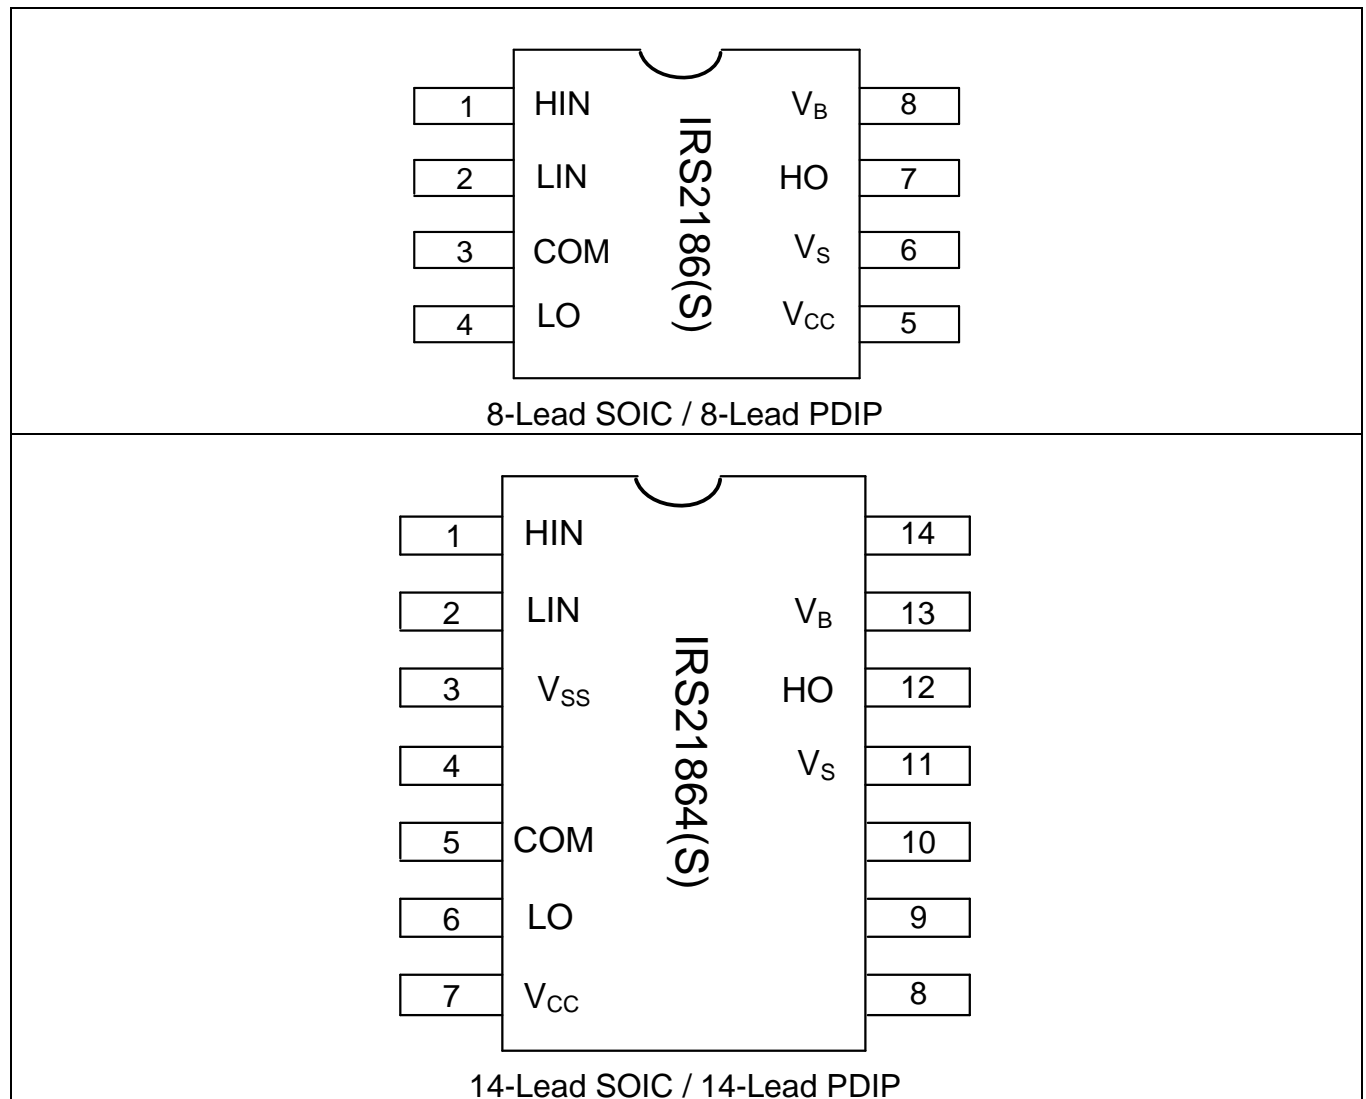 1 HIN V_B 8
2 LIN HO 7
3 COM V_S 6
4 LO V_CC 5
IRS2186(S)
8-Lead SOIC / 8-Lead PDIP
1 HIN 14
2 LIN V_B 13
3 V_SS HO 12
4 V_S 11
5 COM 10
6 LO 9
7 V_CC 8
IRS21864(S)
14-Lead SOIC / 14-Lead PDIP